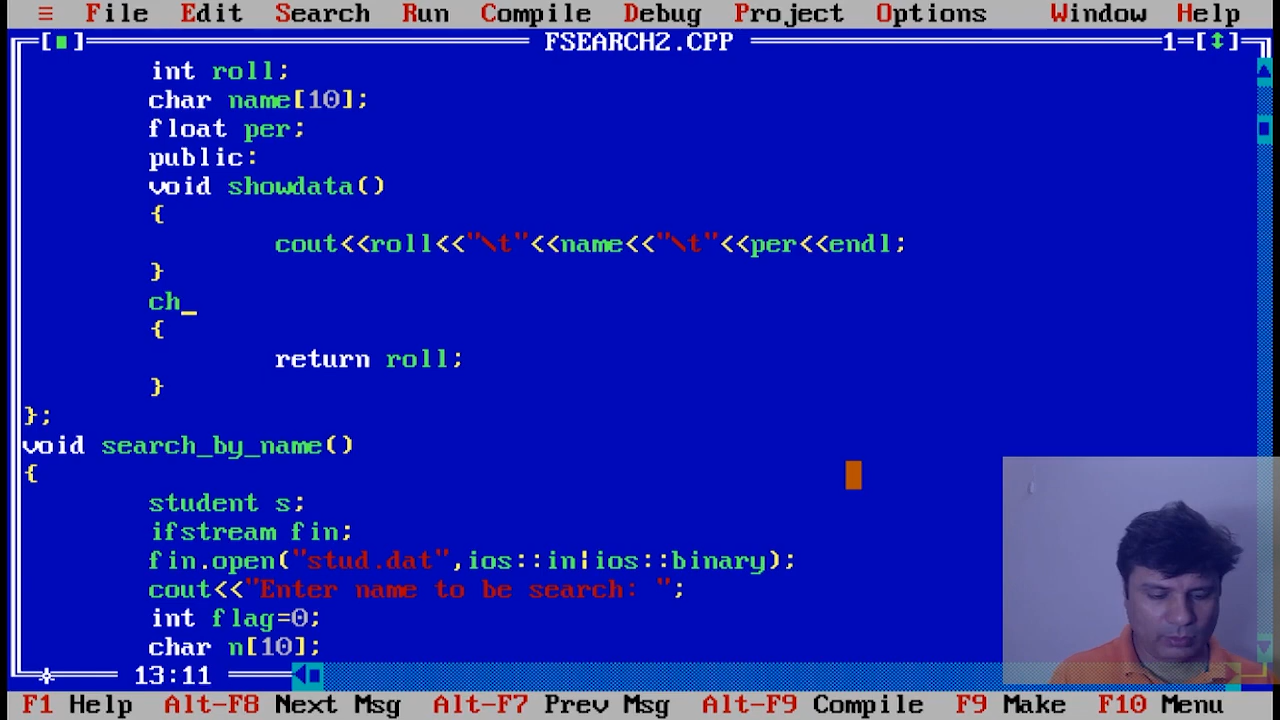 ≡ File Edit Search Run Compile Debug Project Options Window Help
[■] FSEARCH2.CPP 1=[↕]
int roll;
char name[10];
float per;
public:
void showdata()
{
cout<<roll<<"\t"<<name<<"\t"<<per<<endl;
}
ch_
{
return roll;
}
};
void search_by_name()
{
student s;
ifstream fin;
fin.open("stud.dat",ios::in|ios::binary);
cout<<"Enter name to be search: ";
int flag=0;
char n[10];
13:11
F1 Help Alt-F8 Next Msg Alt-F7 Prev Msg Alt-F9 Compile F9 Make F10 Menu